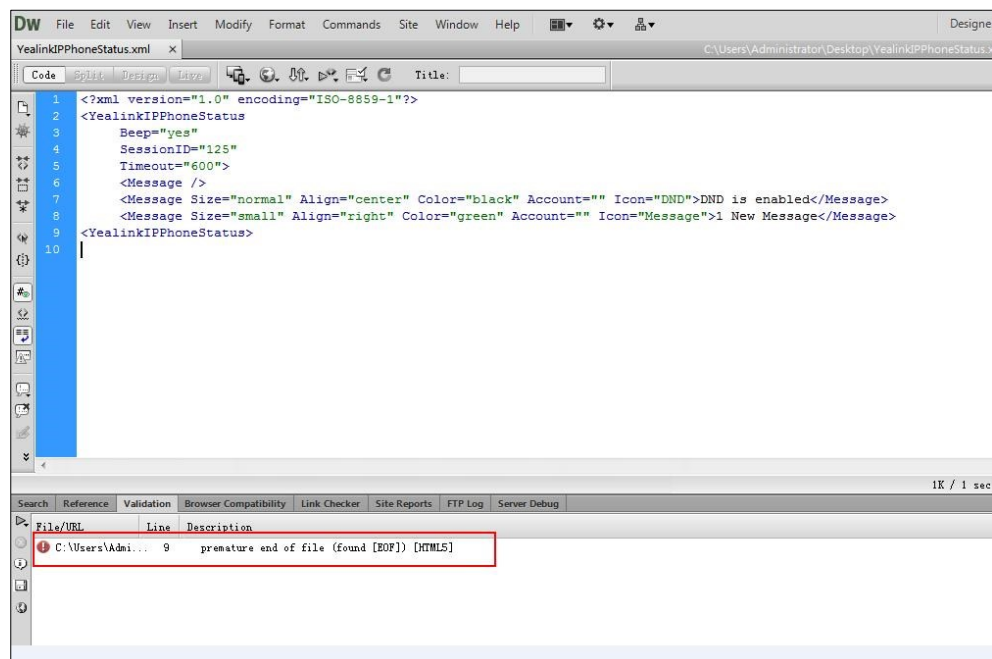 DW File Edit View Insert Modify Format Commands Site Window Help Designe
YealinkIPPhoneStatus.xml × C:\Users\Administrator\Desktop\YealinkIPPhoneStatus.x
Code Split Design Live Title:
1 <?xml version="1.0" encoding="ISO-8859-1"?>
2 <YealinkIPPhoneStatus
3 Beep="yes"
4 SessionID="125"
5 Timeout="600">
6 <Message />
7 <Message Size="normal" Align="center" Color="black" Account="" Icon="DND">DND is enabled</Message>
8 <Message Size="small" Align="right" Color="green" Account="" Icon="Message">1 New Message</Message>
9 <YealinkIPPhoneStatus>
10
1K / 1 sec
Search Reference Validation Browser Compatibility Link Checker Site Reports FTP Log Server Debug
File/URL Line Description
C:\Users\Admi... 9 premature end of file (found [EOF]) [HTML5]